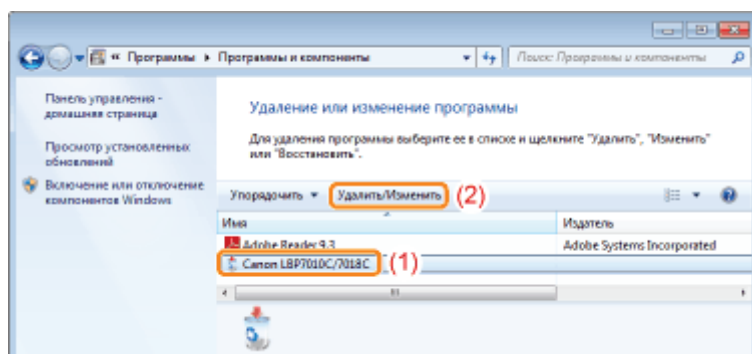 « Программы ▸ Программы и компоненты
Поиск: Программы и компоненты
Панель управления -
домашняя страница
Просмотр установленных
обновлений
Включение или отключение
компонентов Windows
Удаление или изменение программы
Для удаления программы выберите ее в списке и щелкните "Удалить", "Изменить"
или "Восстановить".
Упорядочить ▼ Удалить/Изменить (2)
Имя Издатель
Adobe Reader 9.3 Adobe Systems Incorporated
Canon LBP7010C/7018C (1)